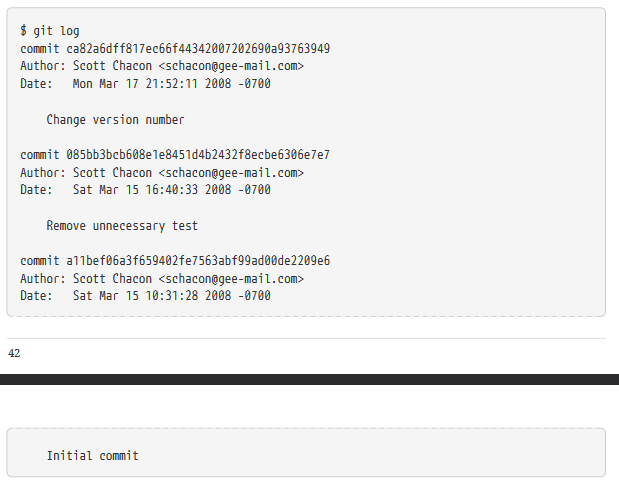 $ git log
commit ca82a6dff817ec66f44342007202690a93763949
Author: Scott Chacon <schacon@gee-mail.com>
Date:   Mon Mar 17 21:52:11 2008 -0700
    Change version number
commit 085bb3bcb608e1e8451d4b2432f8ecbe6306e7e7
Author: Scott Chacon <schacon@gee-mail.com>
Date:   Sat Mar 15 16:40:33 2008 -0700
    Remove unnecessary test
commit a11bef06a3f659402fe7563abf99ad00de2209e6
Author: Scott Chacon <schacon@gee-mail.com>
Date:   Sat Mar 15 10:31:28 2008 -0700
42
    Initial commit